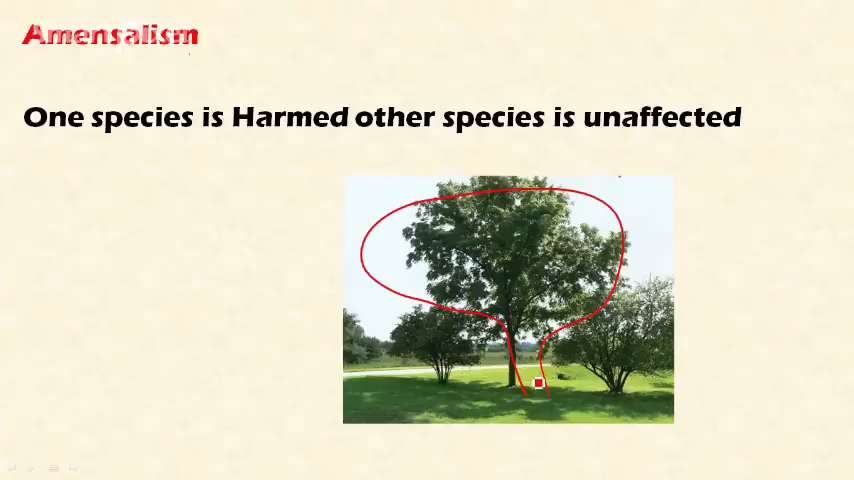 Amensalism
One species is Harmed other species is unaffected